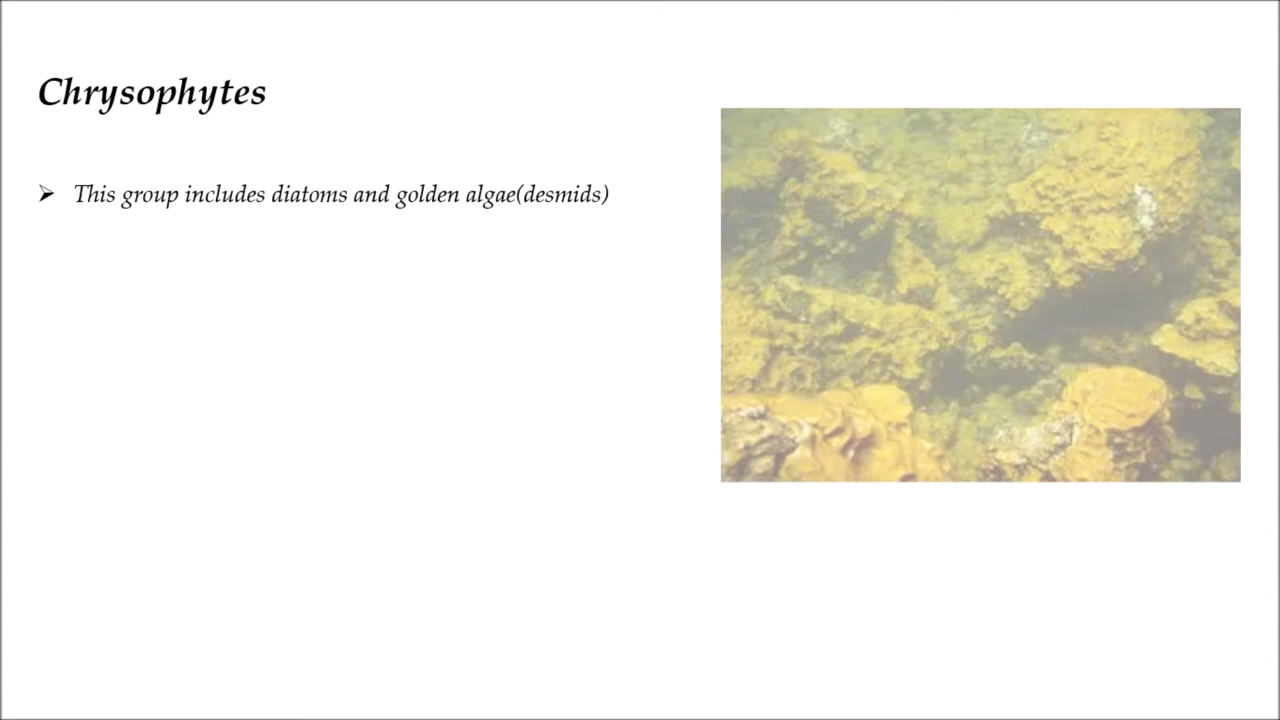 Chrysophytes
➢ This group includes diatoms and golden algae(desmids)